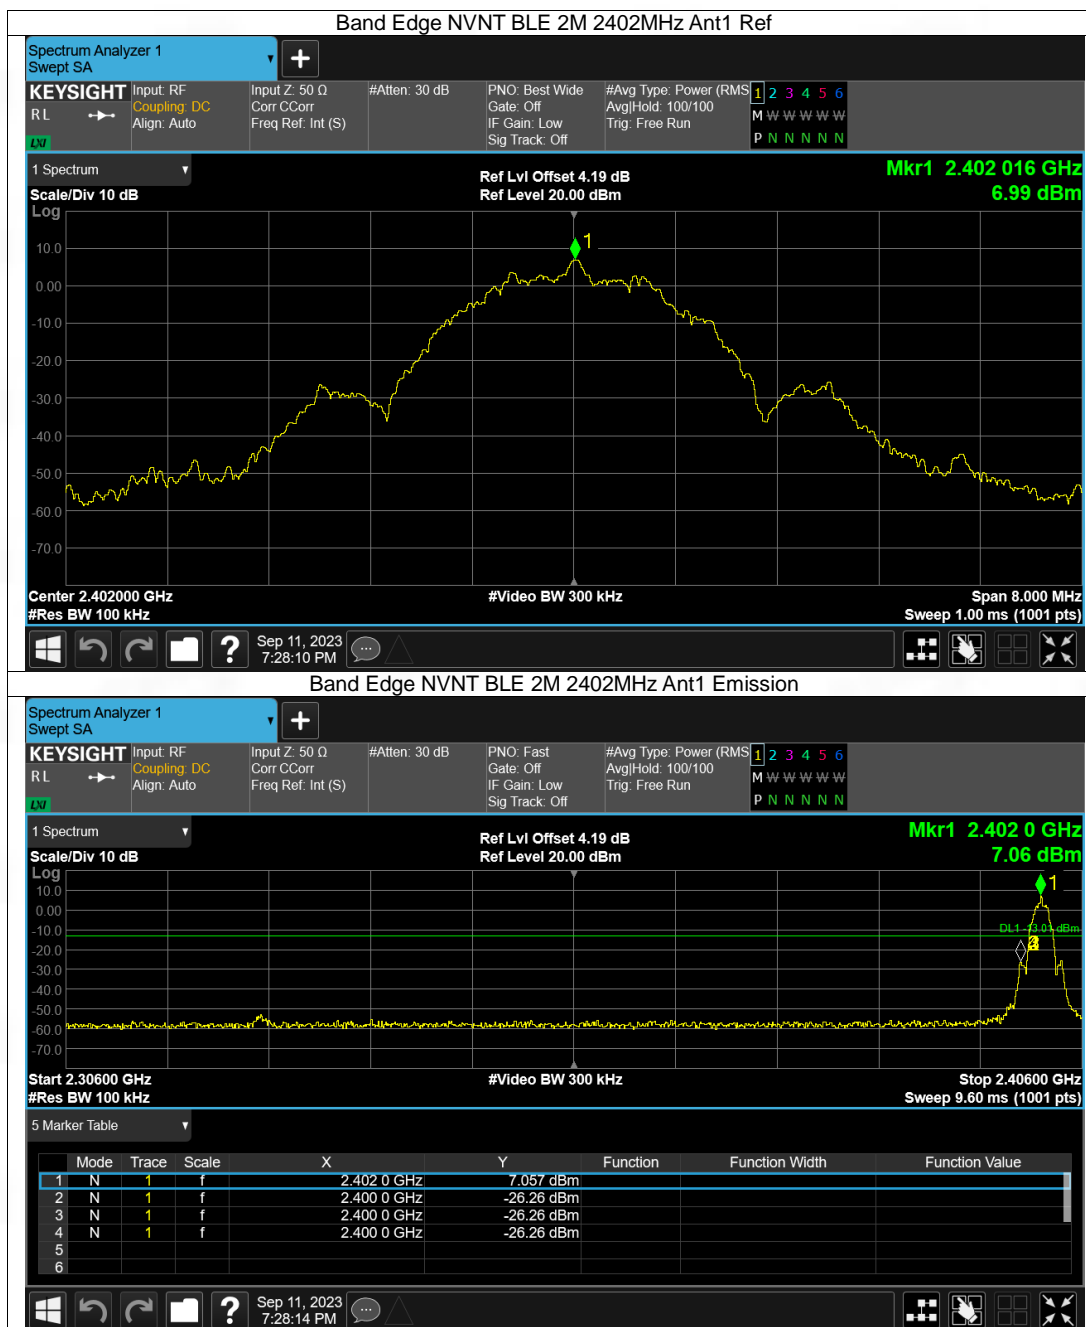 Band Edge NVNT BLE 2M 2402MHz Ant1 Ref
Spectrum Analyzer 1
Swept SA
KEYSIGHT Input: RF Input Z: 50 Ω #Atten: 30 dB PNO: Best Wide #Avg Type: Power (RMS 1 2 3 4 5 6
RL Coupling: DC Corr CCorr Gate: Off Avg|Hold: 100/100 M W W W W W
Align: Auto Freq Ref: Int (S) IF Gain: Low Trig: Free Run
LXI Sig Track: Off P N N N N N
1 Spectrum Ref Lvl Offset 4.19 dB Mkr1 2.402 016 GHz
Scale/Div 10 dB Ref Level 20.00 dBm 6.99 dBm
Log
1
10.0
0.00
-10.0
-20.0
-30.0
-40.0
-50.0
-60.0
-70.0
Center 2.402000 GHz #Video BW 300 kHz Span 8.000 MHz
#Res BW 100 kHz Sweep 1.00 ms (1001 pts)
Sep 11, 2023
7:28:10 PM
Band Edge NVNT BLE 2M 2402MHz Ant1 Emission
Spectrum Analyzer 1
Swept SA
KEYSIGHT Input: RF Input Z: 50 Ω #Atten: 30 dB PNO: Fast #Avg Type: Power (RMS 1 2 3 4 5 6
RL Coupling: DC Corr CCorr Gate: Off Avg|Hold: 100/100 M W W W W W
Align: Auto Freq Ref: Int (S) IF Gain: Low Trig: Free Run
LXI Sig Track: Off P N N N N N
1 Spectrum Ref Lvl Offset 4.19 dB Mkr1 2.402 0 GHz
Scale/Div 10 dB Ref Level 20.00 dBm 7.06 dBm
Log
1
10.0
0.00
DL1 -13.01 dBm
-10.0
-20.0
-30.0
-40.0
-50.0
-60.0
-70.0
Start 2.30600 GHz #Video BW 300 kHz Stop 2.40600 GHz
#Res BW 100 kHz Sweep 9.60 ms (1001 pts)
5 Marker Table
Mode Trace Scale X Y Function Function Width Function Value
1 N 1 f 2.402 0 GHz 7.057 dBm
2 N 1 f 2.400 0 GHz -26.26 dBm
3 N 1 f 2.400 0 GHz -26.26 dBm
4 N 1 f 2.400 0 GHz -26.26 dBm
5
6
Sep 11, 2023
7:28:14 PM